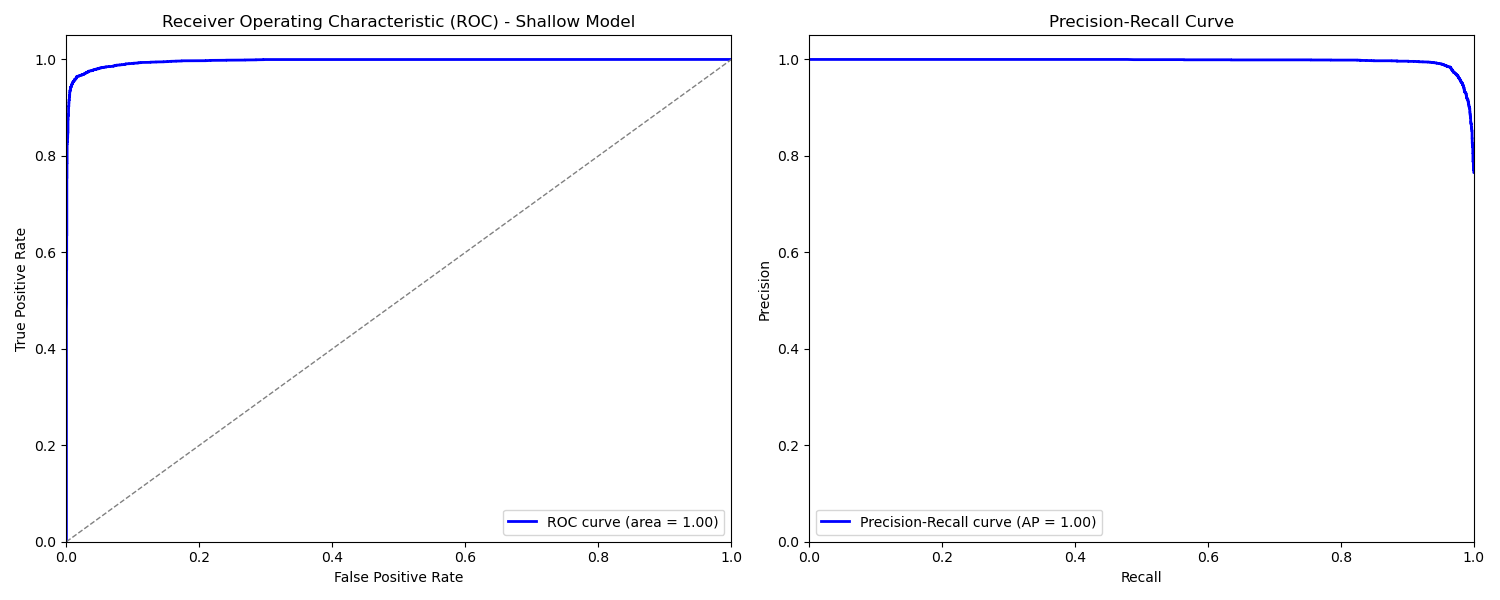 Receiver Operating Characteristic (ROC) - Shallow Model
1.0
0.8
0.6
0.4
0.2
0.0
True Positive Rate
ROC curve (area = 1.00)
0.0 0.2 0.4 0.6 0.8 1.0
False Positive Rate
Precision-Recall Curve
1.0
0.8
0.6
0.4
0.2
0.0
Precision
Precision-Recall curve (AP = 1.00)
0.0 0.2 0.4 0.6 0.8 1.0
Recall